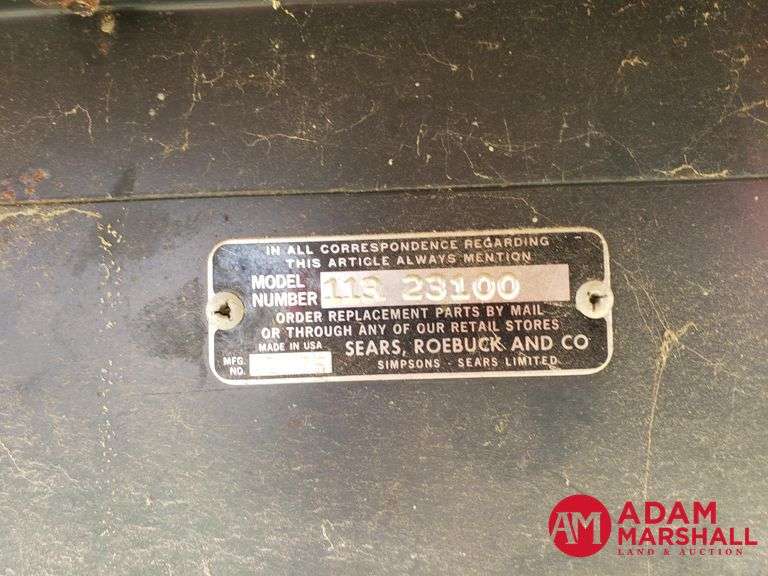 IN ALL CORRESPONDENCE REGARDING
THIS ARTICLE ALWAYS MENTION
MODEL NUMBER 113 23100
ORDER REPLACEMENT PARTS BY MAIL
OR THROUGH ANY OF OUR RETAIL STORES
MADE IN USA SEARS, ROEBUCK AND CO
MFG. NO. SIMPSONS - SEARS LIMITED
AM ADAM
MARSHALL
LAND & AUCTION